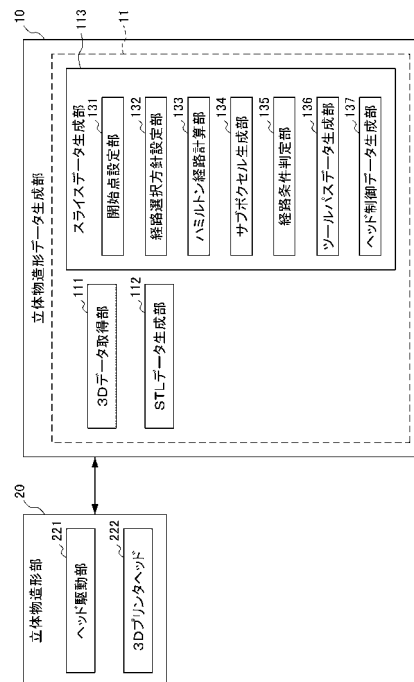 10
立体物造形データ生成部
11
113
スライスデータ生成部
131
開始点設定部
132
経路選択方針設定部
133
ハミルトン経路計算部
134
サブボクセル生成部
135
経路条件判定部
136
ツールパスデータ生成部
137
ヘッド制御データ生成部
111
3Dデータ取得部
112
STLデータ生成部
20
立体物造形部
221
ヘッド駆動部
222
3Dプリンタヘッド